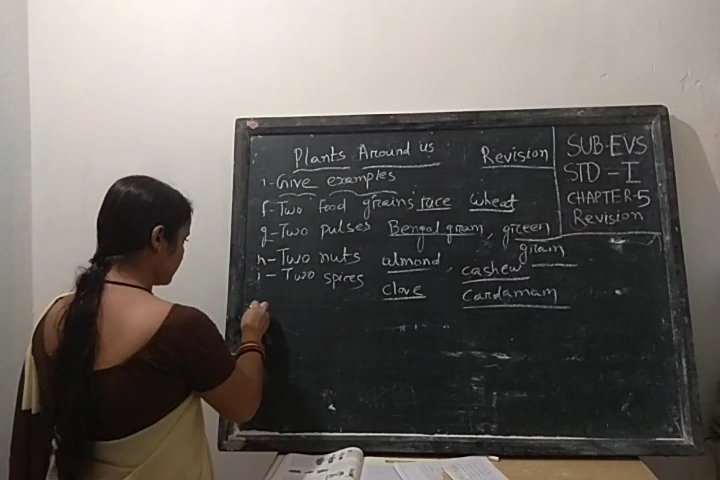 Plants Around us Revision
1-Give examples
f-Two food grains race wheat
g-Two pulses Bengal gram, green gram
h-Two nuts almond, cashew
i-Two spices clove Cardamam
SUB-EVS
STD-I
CHAPTER-5
Revision